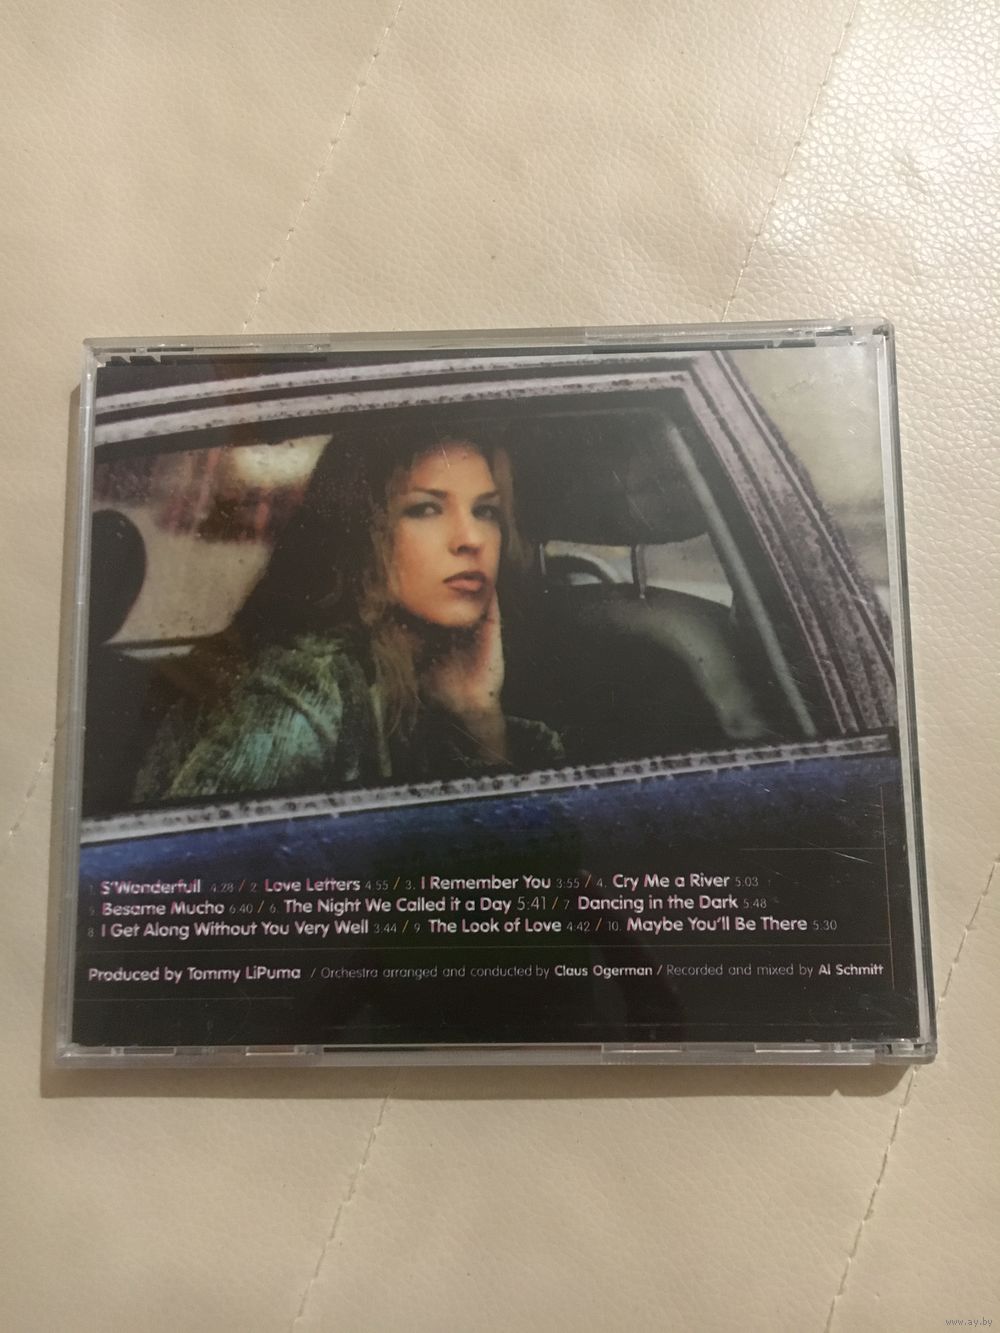 1. S'Wonderfull 4:28 / 2. Love Letters 4:55 / 3. I Remember You 3:55 / 4. Cry Me a River 5:03
5. Besame Mucho 6:40 / 6. The Night We Called it a Day 5:41 / 7. Dancing in the Dark 5:48
8. I Get Along Without You Very Well 3:44 / 9. The Look of Love 4:42 / 10. Maybe You'll Be There 5:30
Produced by Tommy LiPuma / Orchestra arranged and conducted by Claus Ogerman / Recorded and mixed by Al Schmitt
www.ay.by